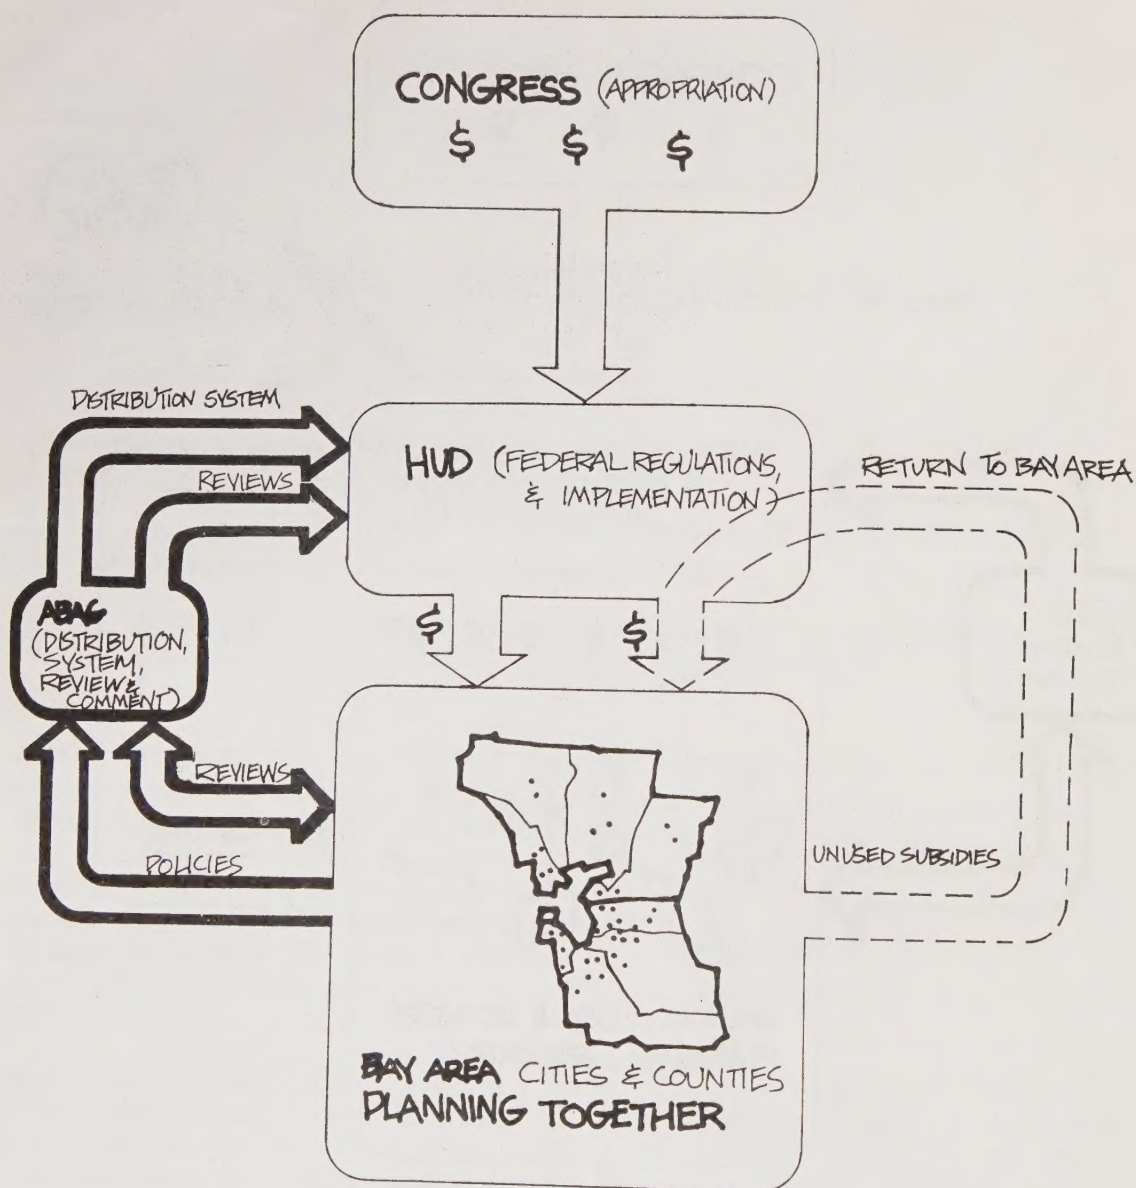 CONGRESS (APPROPRIATION)
$ $ $
DISTRIBUTION SYSTEM
REVIEWS
HUD (FEDERAL REGULATIONS,
& IMPLEMENTATION)
RETURN TO BAY AREA
ABAG
(DISTRIBUTION,
SYSTEM,
REVIEW &
COMMENT)
$ $
REVIEWS
POLICIES
UNUSED SUBSIDIES
BAY AREA CITIES & COUNTIES
PLANNING TOGETHER